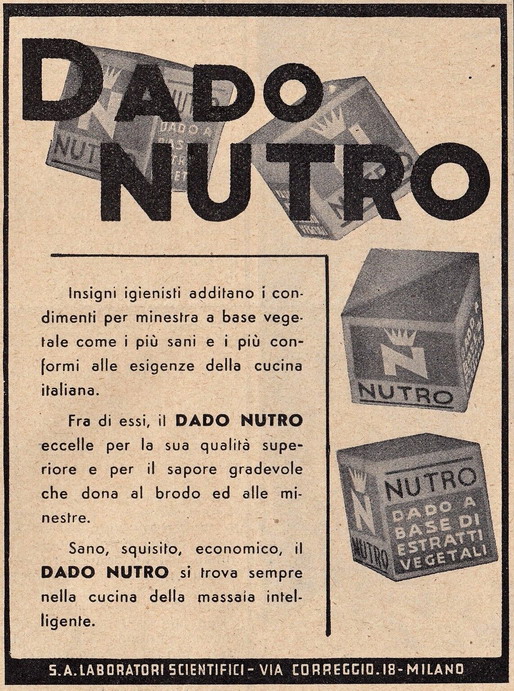 DADO
NUTRO
Insigni igienisti additano i con-
dimenti per minestra a base vege-
tale come i più sani e i più con-
formi alle esigenze della cucina
italiana.
Fra di essi, il DADO NUTRO
eccelle per la sua qualità supe-
riore e per il sapore gradevole
che dona al brodo ed alle mi-
nestre.
Sano, squisito, economico, il
DADO NUTRO si trova sempre
nella cucina della massaia intel-
ligente.
N
NUTRO
NUTRO
DADO A
N
NUTRO
N
NUTRO
NUTRO
DADO A
BASE DI
ESTRATTI
VEGETALI
S.A. LABORATORI SCIENTIFICI - VIA CORREGGIO.18 - MILANO